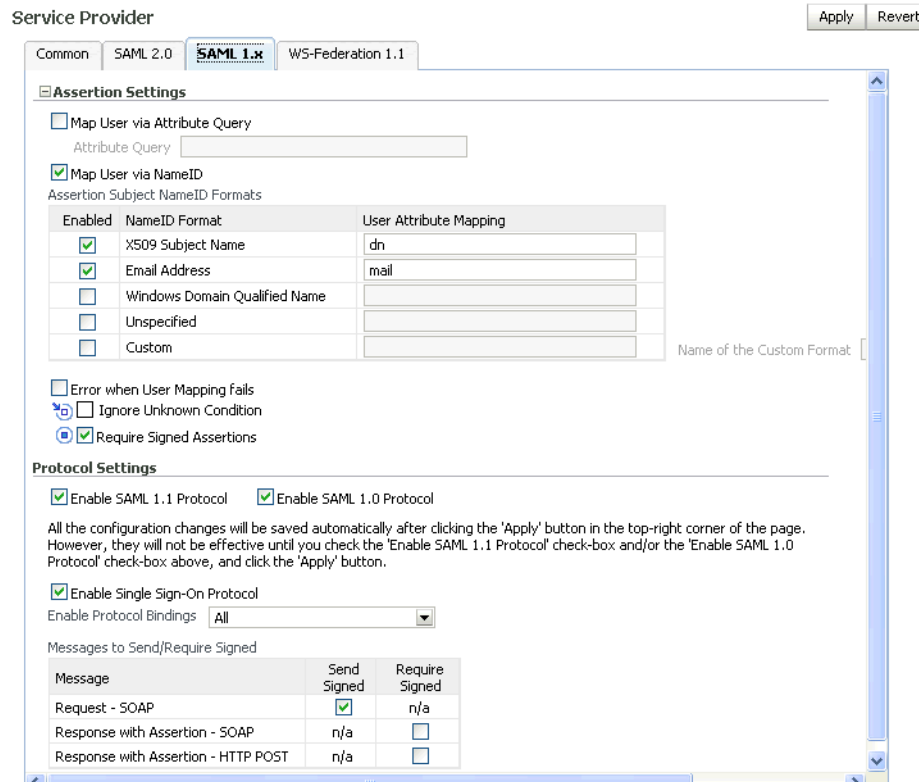 Service Provider
Apply
Revert
Common
SAML 2.0
SAML 1.x
WS-Federation 1.1
Assertion Settings
Map User via Attribute Query
Attribute Query
Map User via NameID
Assertion Subject NameID Formats
Enabled NameID Format User Attribute Mapping
X509 Subject Name dn
Email Address mail
Windows Domain Qualified Name
Unspecified
Custom
Name of the Custom Format
Error when User Mapping fails
Ignore Unknown Condition
Require Signed Assertions
Protocol Settings
Enable SAML 1.1 Protocol Enable SAML 1.0 Protocol
All the configuration changes will be saved automatically after clicking the 'Apply' button in the top-right corner of the page.
However, they will not be effective until you check the 'Enable SAML 1.1 Protocol' check-box and/or the 'Enable SAML 1.0
Protocol' check-box above, and click the 'Apply' button.
Enable Single Sign-On Protocol
Enable Protocol Bindings All
Messages to Send/Require Signed
Message Send Signed Require Signed
Request - SOAP n/a
Response with Assertion - SOAP n/a
Response with Assertion - HTTP POST n/a